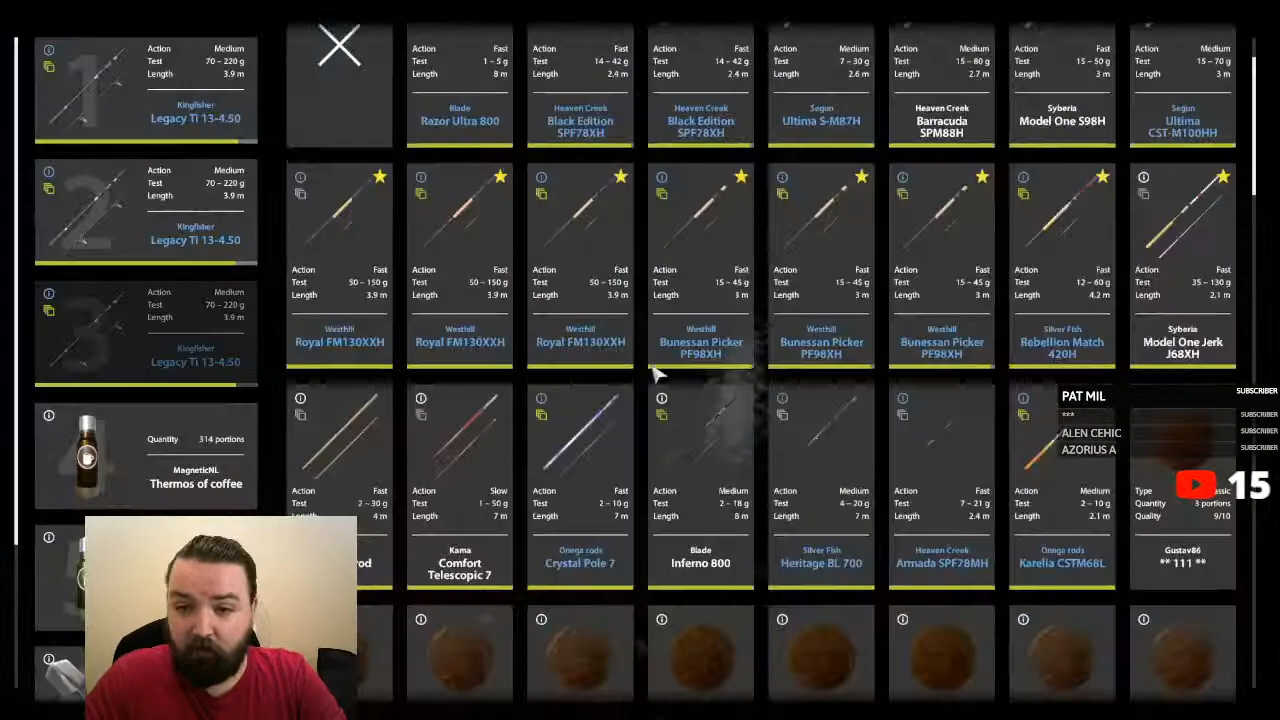 1
Action Medium
Test 70 – 220 g
Length 3.9 m
Kingfisher
Legacy Ti 13-4.50
2
Action Medium
Test 70 – 220 g
Length 3.9 m
Kingfisher
Legacy Ti 13-4.50
3
Action Medium
Test 70 – 220 g
Length 3.9 m
Kingfisher
Legacy Ti 13-4.50
4
Quantity 314 portions
MagneticNL
Thermos of coffee
Action Fast
Test 1 – 5 g
Length 8 m
Blade
Razor Ultra 800
Action Fast
Test 14 – 42 g
Length 2.4 m
Heaven Creek
Black Edition
SPF78XH
Action Fast
Test 14 – 42 g
Length 2.4 m
Heaven Creek
Black Edition
SPF78XH
Action Medium
Test 7 – 30 g
Length 2.6 m
Segun
Ultima S-M87H
Action Medium
Test 15 – 80 g
Length 2.7 m
Heaven Creek
Barracuda
SPM88H
Action Fast
Test 15 – 50 g
Length 3 m
Syberia
Model One S98H
Action Medium
Test 15 – 70 g
Length 3 m
Segun
Ultima
CST-M100HH
Action Fast
Test 50 – 150 g
Length 3.9 m
Westhill
Royal FM130XXH
Action Fast
Test 50 – 150 g
Length 3.9 m
Westhill
Royal FM130XXH
Action Fast
Test 50 – 150 g
Length 3.9 m
Westhill
Royal FM130XXH
Action Fast
Test 15 – 45 g
Length 3 m
Westhill
Bunessan Picker
PF98XH
Action Fast
Test 15 – 45 g
Length 3 m
Westhill
Bunessan Picker
PF98XH
Action Fast
Test 15 – 45 g
Length 3 m
Westhill
Bunessan Picker
PF98XH
Action Fast
Test 12 – 60 g
Length 4.2 m
Silver Fish
Rebellion Match
420H
Action Fast
Test 35 – 130 g
Length 2.1 m
Syberia
Model One Jerk
J68XH
Action Fast
Test 2 – 30 g
4 m
Action Slow
Test 1 – 50 g
Length 7 m
Kama
Comfort
Telescopic 7
Action Fast
Test 2 – 10 g
Length 7 m
Onega rods
Crystal Pole 7
Action Medium
Test 2 – 18 g
Length 8 m
Blade
Inferno 800
Action Medium
Test 4 – 20 g
Length 7 m
Silver Fish
Heritage BL 700
Action Fast
Test 7 – 21 g
Length 2.4 m
Heaven Creek
Armada SPF78MH
Action Medium
Test 2 – 10 g
Length 2.1 m
Onega rods
Karelia CSTM68L
Type
Quantity 3 portions
Quality 9/10
Gustav86
** 111 **
PAT MIL SUBSCRIBER
*** SUBSCRIBER
ALEN CEHIC SUBSCRIBER
AZORIUS A SUBSCRIBER
15